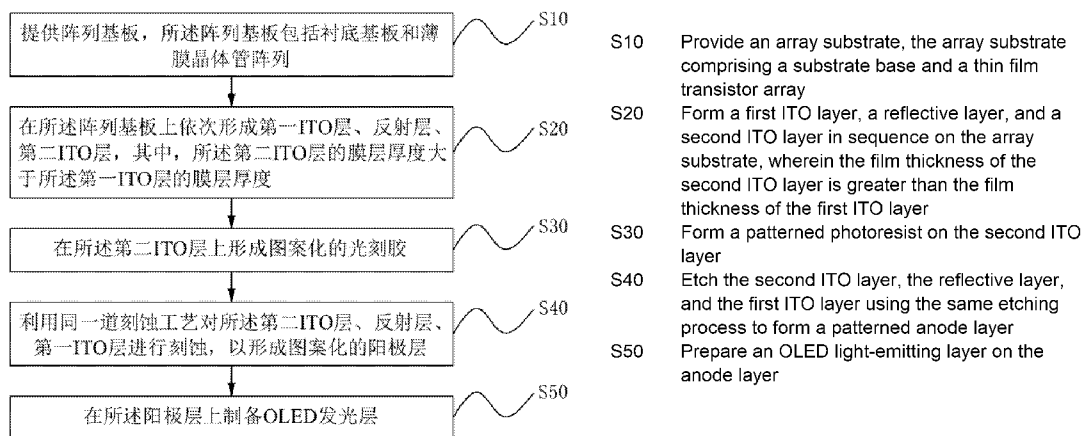 提供阵列基板，所述阵列基板包括衬底基板和薄
膜晶体管阵列
S10
在所述阵列基板上依次形成第一ITO层、反射层、
第二ITO层，其中，所述第二ITO层的膜层厚度大
于所述第一ITO层的膜层厚度
S20
在所述第二ITO层上形成图案化的光刻胶
S30
利用同一道刻蚀工艺对所述第二ITO层、反射层、
第一ITO层进行刻蚀，以形成图案化的阳极层
S40
在所述阳极层上制备OLED发光层
S50
S10 Provide an array substrate, the array substrate
comprising a substrate base and a thin film
transistor array
S20 Form a first ITO layer, a reflective layer, and a
second ITO layer in sequence on the array
substrate, wherein the film thickness of the
second ITO layer is greater than the film
thickness of the first ITO layer
S30 Form a patterned photoresist on the second ITO
layer
S40 Etch the second ITO layer, the reflective layer,
and the first ITO layer using the same etching
process to form a patterned anode layer
S50 Prepare an OLED light-emitting layer on the
anode layer